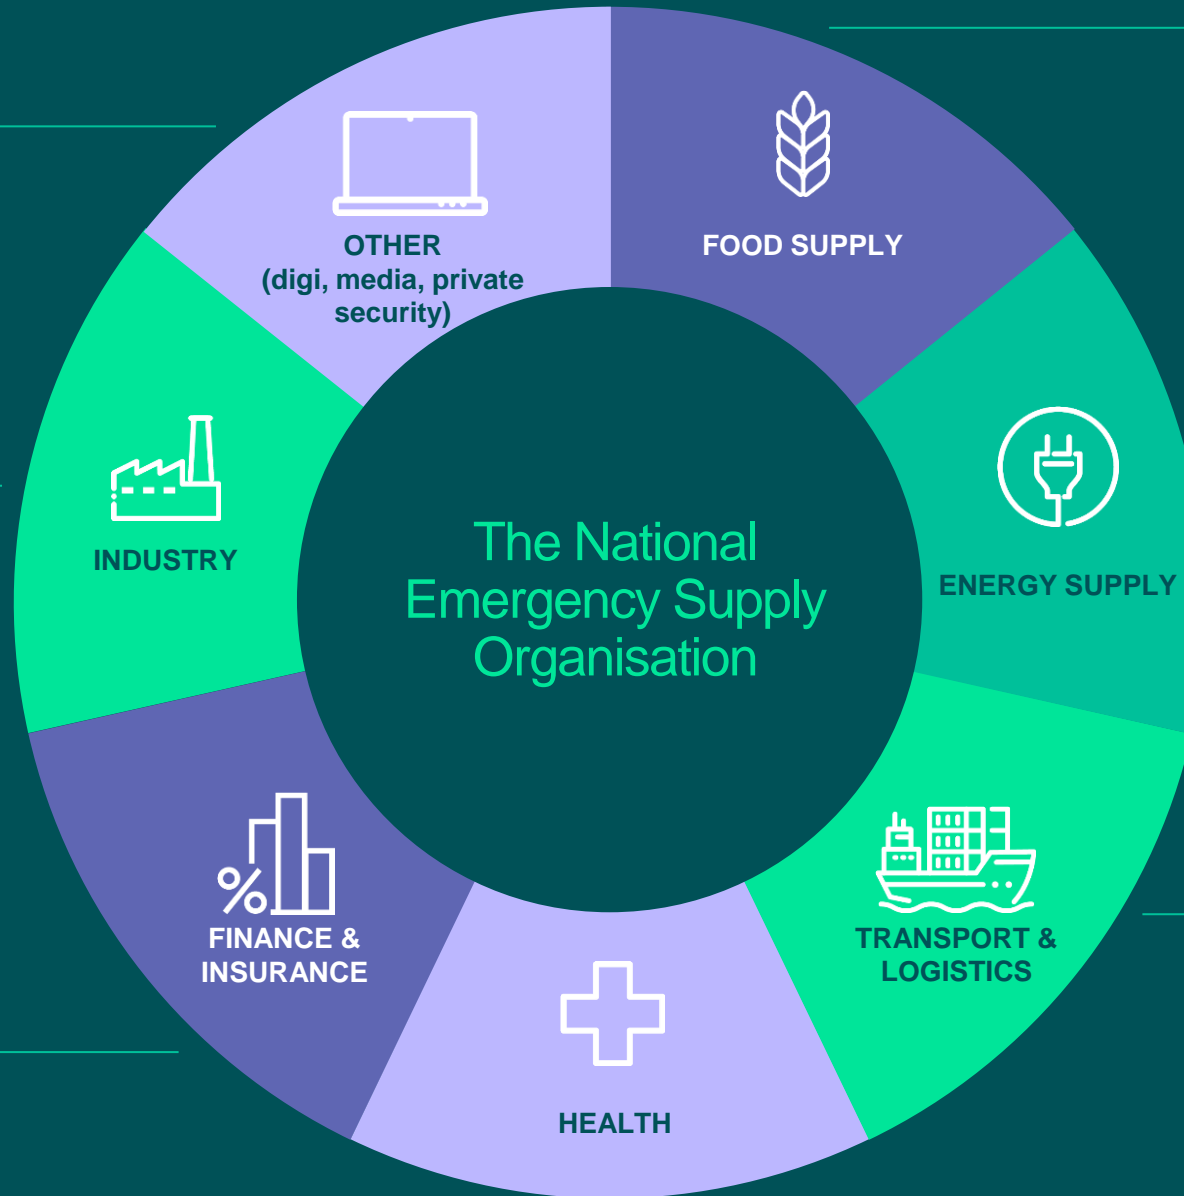 OTHER
(digi, media, private
security)
FOOD SUPPLY
INDUSTRY
ENERGY SUPPLY
The National
Emergency Supply
Organisation
FINANCE &
INSURANCE
TRANSPORT &
LOGISTICS
HEALTH